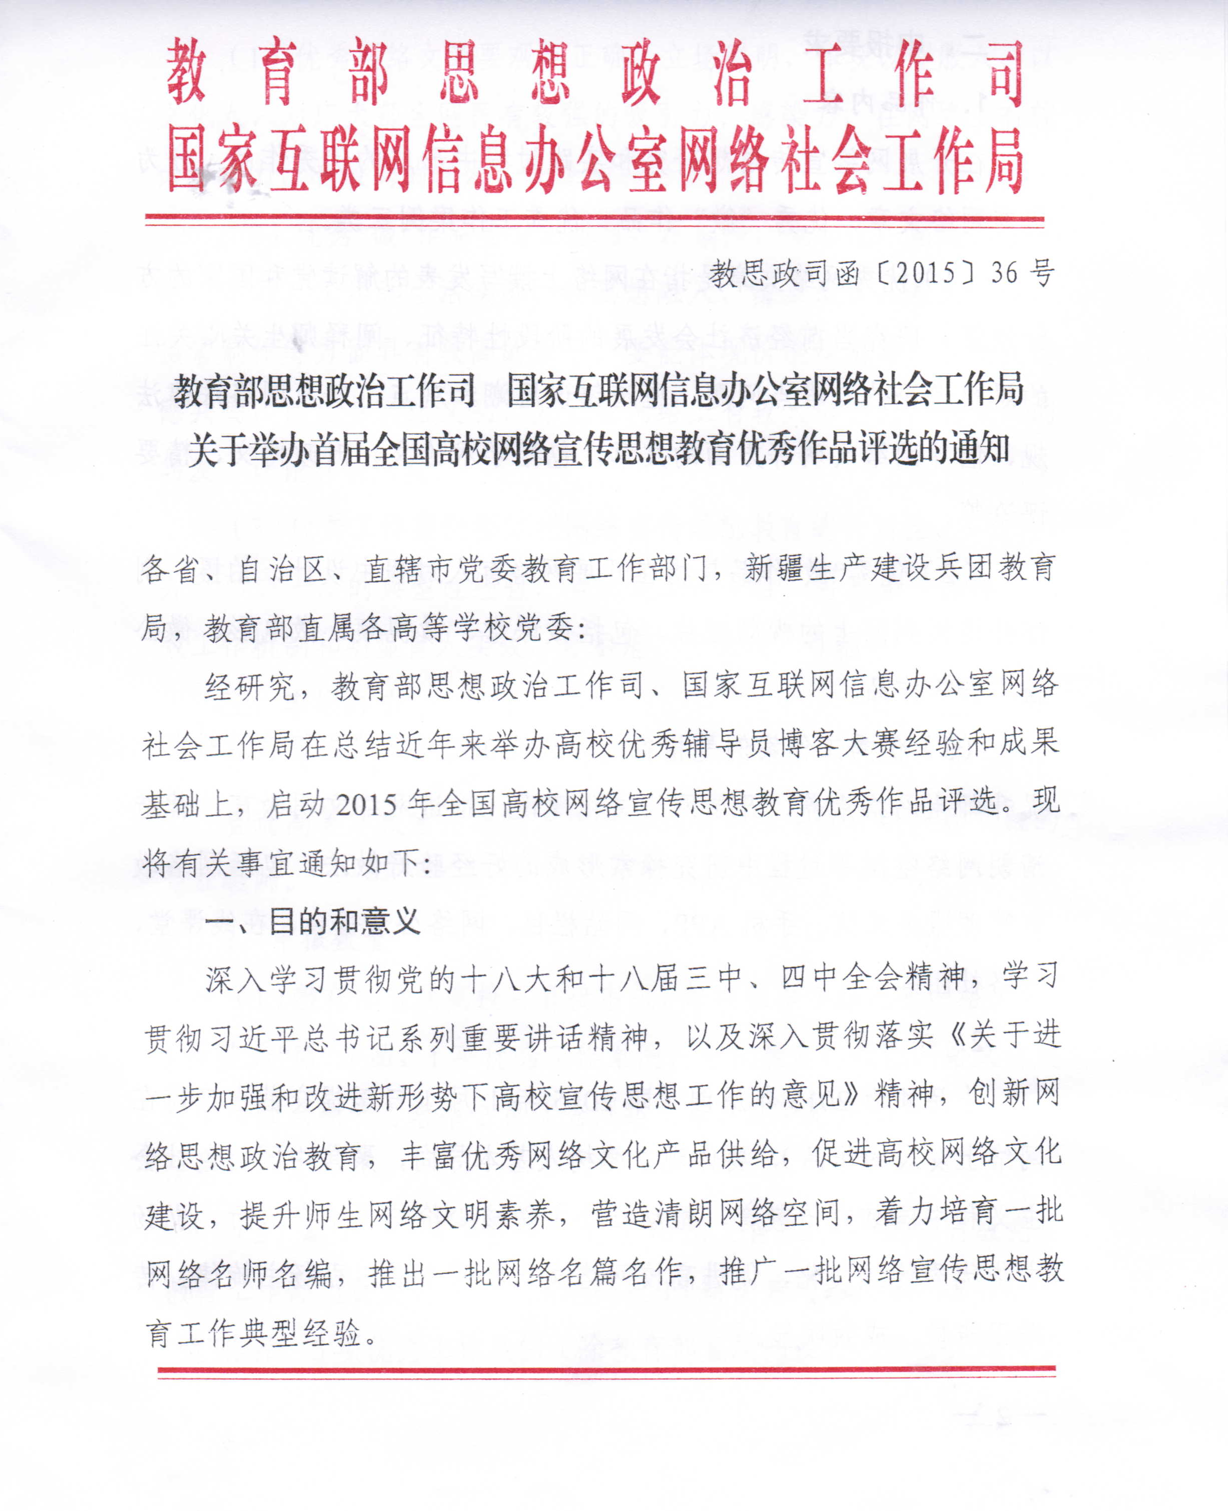 教育部思想政治工作司
国家互联网信息办公室网络社会工作局
教思政司函〔2015〕36号
教育部思想政治工作司 国家互联网信息办公室网络社会工作局
关于举办首届全国高校网络宣传思想教育优秀作品评选的通知
各省、自治区、直辖市党委教育工作部门，新疆生产建设兵团教育
局，教育部直属各高等学校党委：
经研究，教育部思想政治工作司、国家互联网信息办公室网络
社会工作局在总结近年来举办高校优秀辅导员博客大赛经验和成果
基础上，启动 2015 年全国高校网络宣传思想教育优秀作品评选。现
将有关事宜通知如下：
一、目的和意义
深入学习贯彻党的十八大和十八届三中、四中全会精神，学习
贯彻习近平总书记系列重要讲话精神，以及深入贯彻落实《关于进
一步加强和改进新形势下高校宣传思想工作的意见》精神，创新网
络思想政治教育，丰富优秀网络文化产品供给，促进高校网络文化
建设，提升师生网络文明素养，营造清朗网络空间，着力培育一批
网络名师名编，推出一批网络名篇名作，推广一批网络宣传思想教
育工作典型经验。